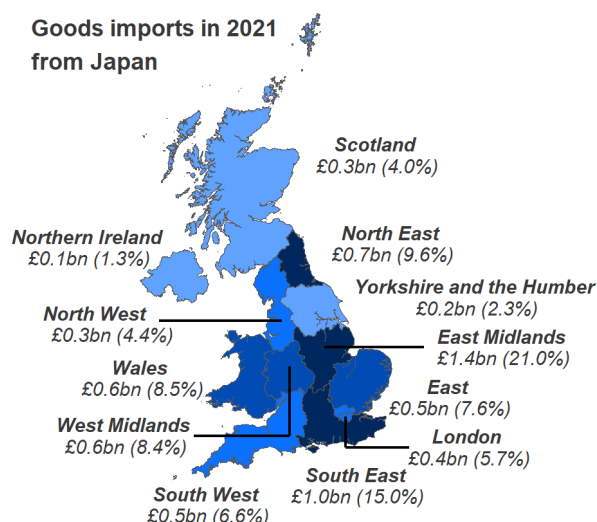 Goods imports in 2021
from Japan
Scotland
£0.3bn (4.0%)
Northern Ireland
£0.1bn (1.3%)
North East
£0.7bn (9.6%)
Yorkshire and the Humber
£0.2bn (2.3%)
North West
£0.3bn (4.4%)
East Midlands
£1.4bn (21.0%)
Wales
£0.6bn (8.5%)
East
£0.5bn (7.6%)
West Midlands
£0.6bn (8.4%)
London
£0.4bn (5.7%)
South East
£1.0bn (15.0%)
South West
£0.5bn (6.6%)